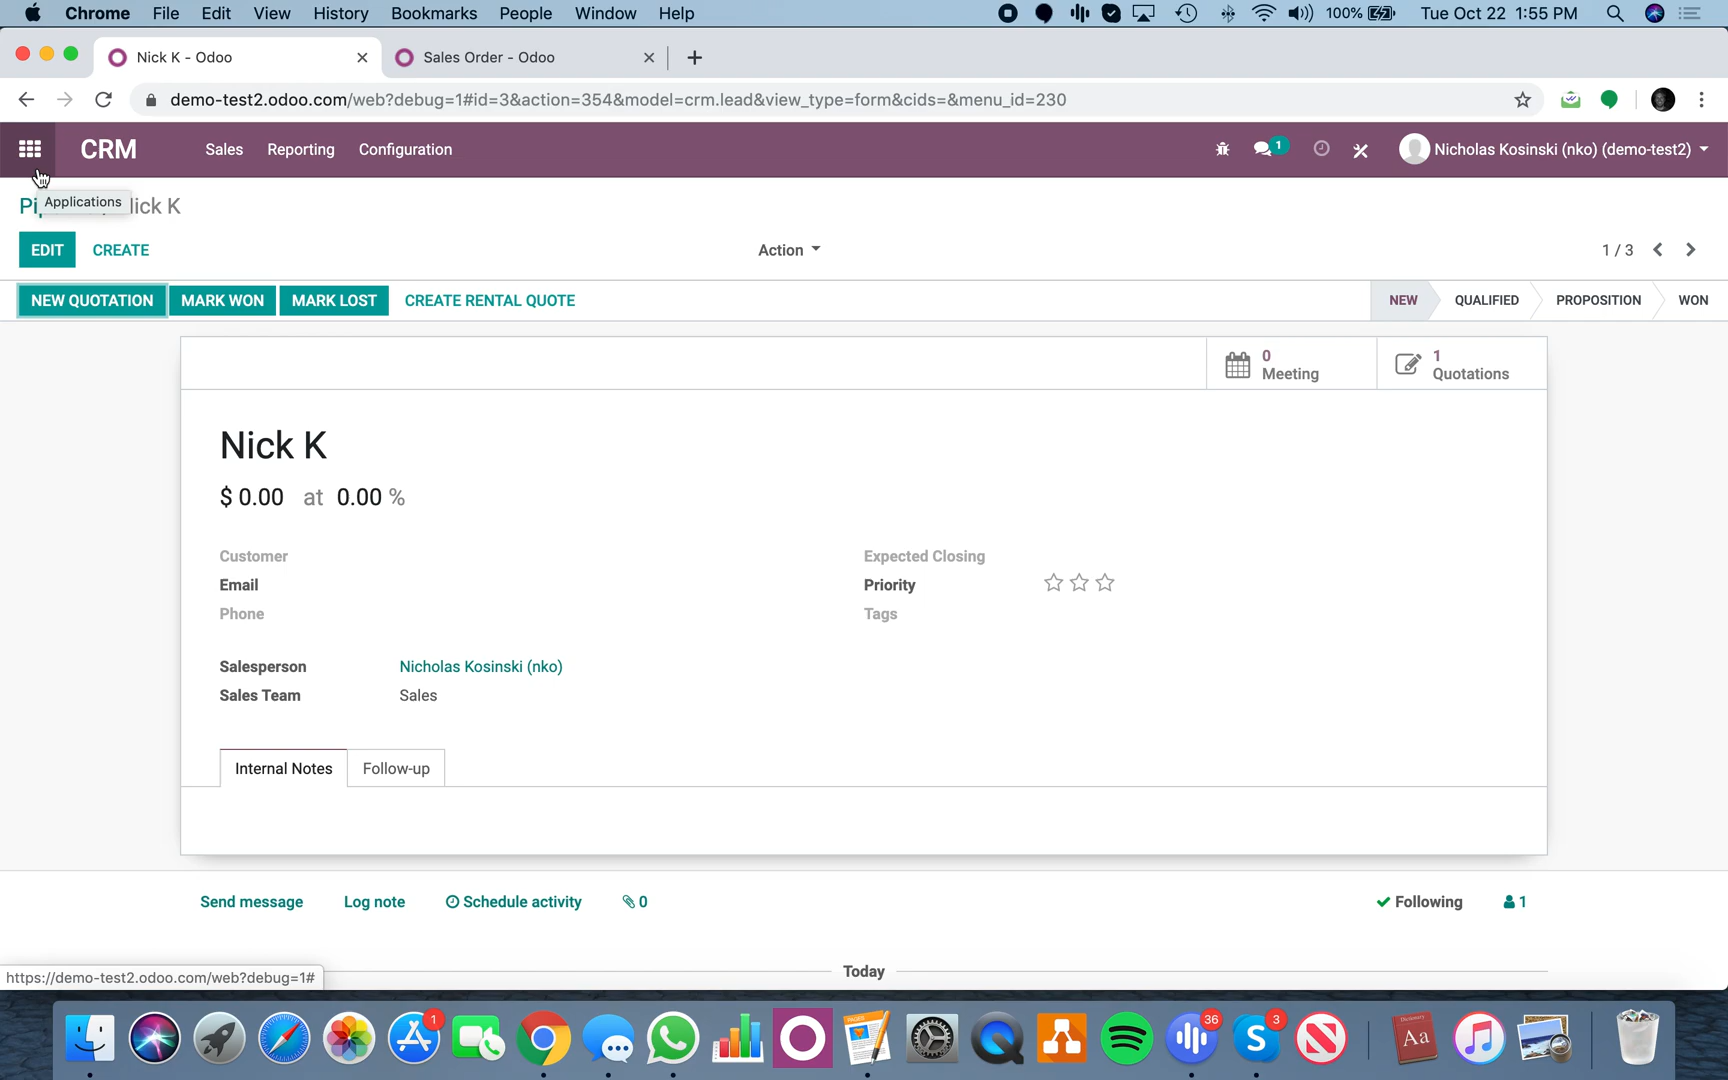 Chrome File Edit View History Bookmarks People Window Help 100% Tue Oct 22 1:55 PM
Nick K - Odoo Sales Order - Odoo
demo-test2.odoo.com/web?debug=1#id=3&action=354&model=crm.lead&view_type=form&cids=&menu_id=230
CRM Sales Reporting Configuration 1 Nicholas Kosinski (nko) (demo-test2)
Applications
Nick K
EDIT CREATE Action 1 / 3
NEW QUOTATION MARK WON MARK LOST CREATE RENTAL QUOTE NEW QUALIFIED PROPOSITION WON
0 Meeting
1 Quotations
Nick K
$ 0.00 at 0.00 %
Customer Expected Closing
Email Priority
Phone Tags
Salesperson Nicholas Kosinski (nko)
Sales Team Sales
Internal Notes Follow-up
Send message Log note Schedule activity 0 Following 1
Today
https://demo-test2.odoo.com/web?debug=1#
1 36 3
PAGES
Dictionary
Aa